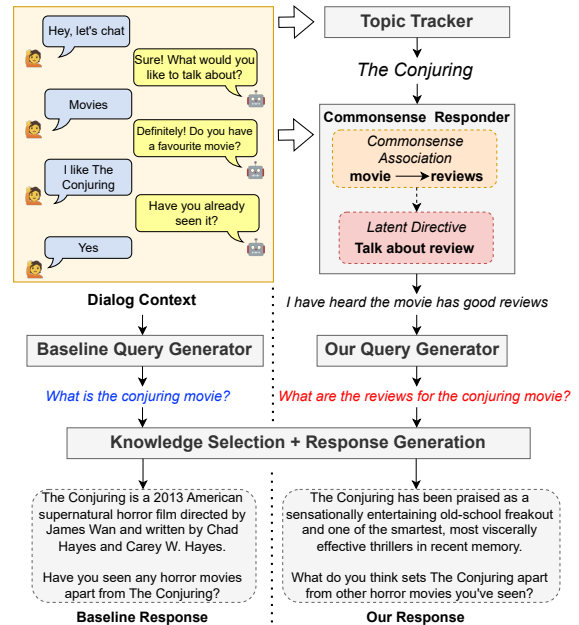 Hey, let's chat
Sure! What would you
like to talk about?
Movies
Definitely! Do you have
a favourite movie?
I like The
Conjuring
Have you already
seen it?
Yes
Dialog Context
Topic Tracker
The Conjuring
Commonsense Responder
Commonsense
Association
movie reviews
Latent Directive
Talk about review
I have heard the movie has good reviews
Baseline Query Generator
Our Query Generator
What is the conjuring movie?
What are the reviews for the conjuring movie?
Knowledge Selection + Response Generation
The Conjuring is a 2013 American
supernatural horror film directed by
James Wan and written by Chad
Hayes and Carey W. Hayes.
Have you seen any horror movies
apart from The Conjuring?
Baseline Response
The Conjuring has been praised as a
sensationally entertaining old-school freakout
and one of the smartest, most viscerally
effective thrillers in recent memory.
What do you think sets The Conjuring apart
from other horror movies you've seen?
Our Response